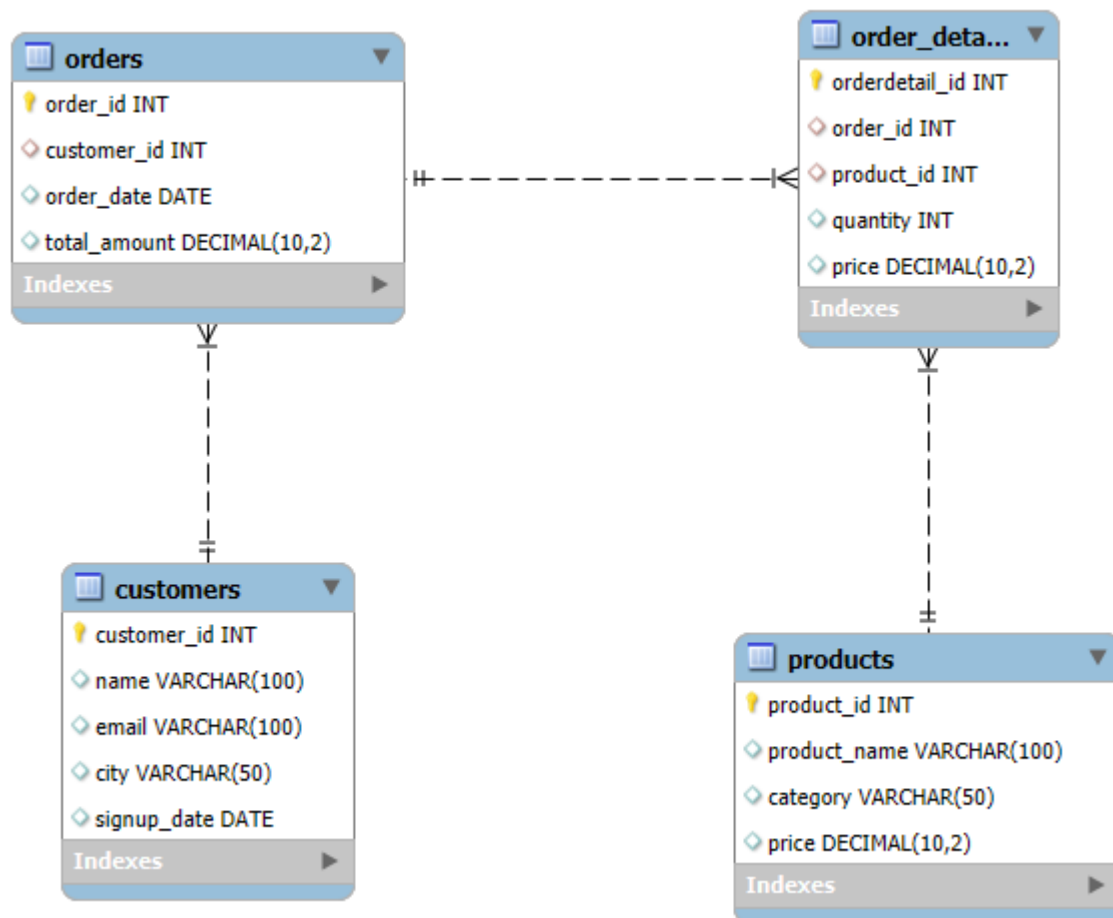 orders
order_id INT
customer_id INT
order_date DATE
total_amount DECIMAL(10,2)
Indexes
order_deta...
orderdetail_id INT
order_id INT
product_id INT
quantity INT
price DECIMAL(10,2)
Indexes
customers
customer_id INT
name VARCHAR(100)
email VARCHAR(100)
city VARCHAR(50)
signup_date DATE
Indexes
products
product_id INT
product_name VARCHAR(100)
category VARCHAR(50)
price DECIMAL(10,2)
Indexes